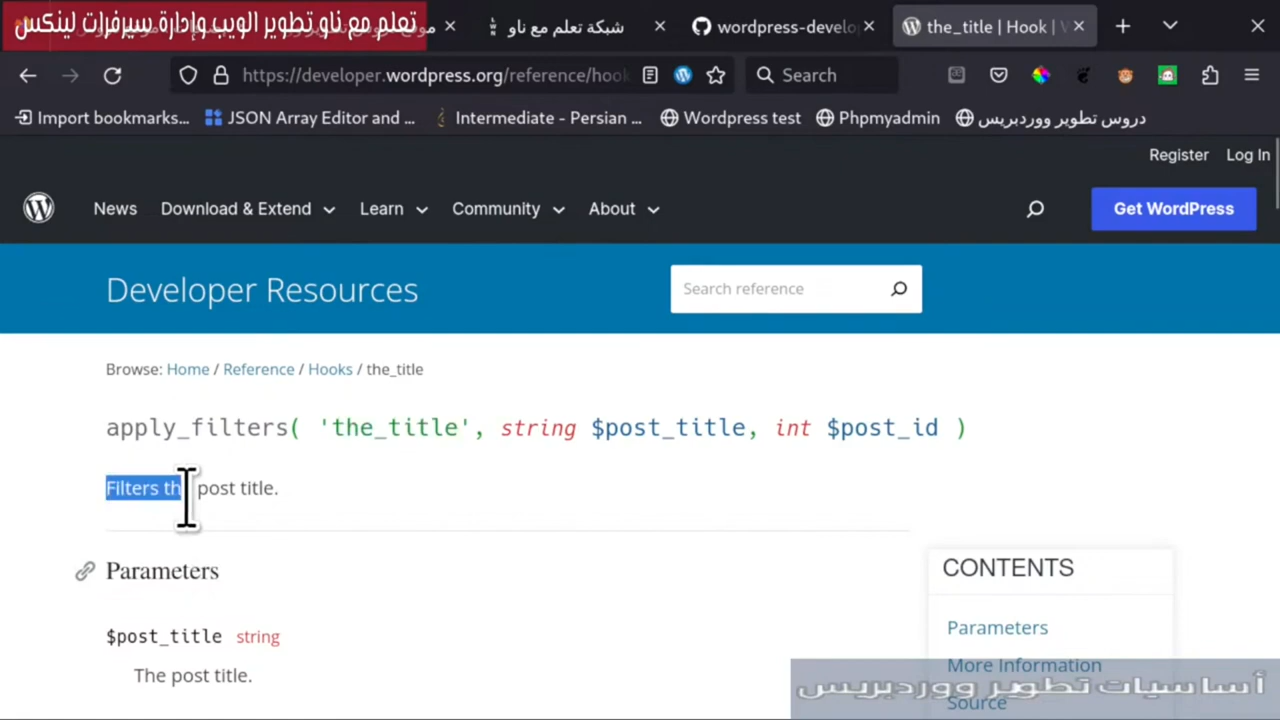 تعلم مع ناو تطوير الويب وإدارة سيرفرات لينكس
شبكة تعلم مع ناو
wordpress-develo
the_title | Hook | W
https://developer.wordpress.org/reference/hook
Search
Import bookmarks...
JSON Array Editor and ...
Intermediate - Persian ...
Wordpress test
Phpmyadmin
دروس تطوير ووردبريس
Register Log In
News Download & Extend Learn Community About
Get WordPress
Developer Resources
Search reference
Browse: Home / Reference / Hooks / the_title
apply_filters( 'the_title', string $post_title, int $post_id )
Filters th post title.
Parameters
CONTENTS
Parameters
$post_title string
More Information
The post title.
أساسيات تطوير ووردبريس
Source